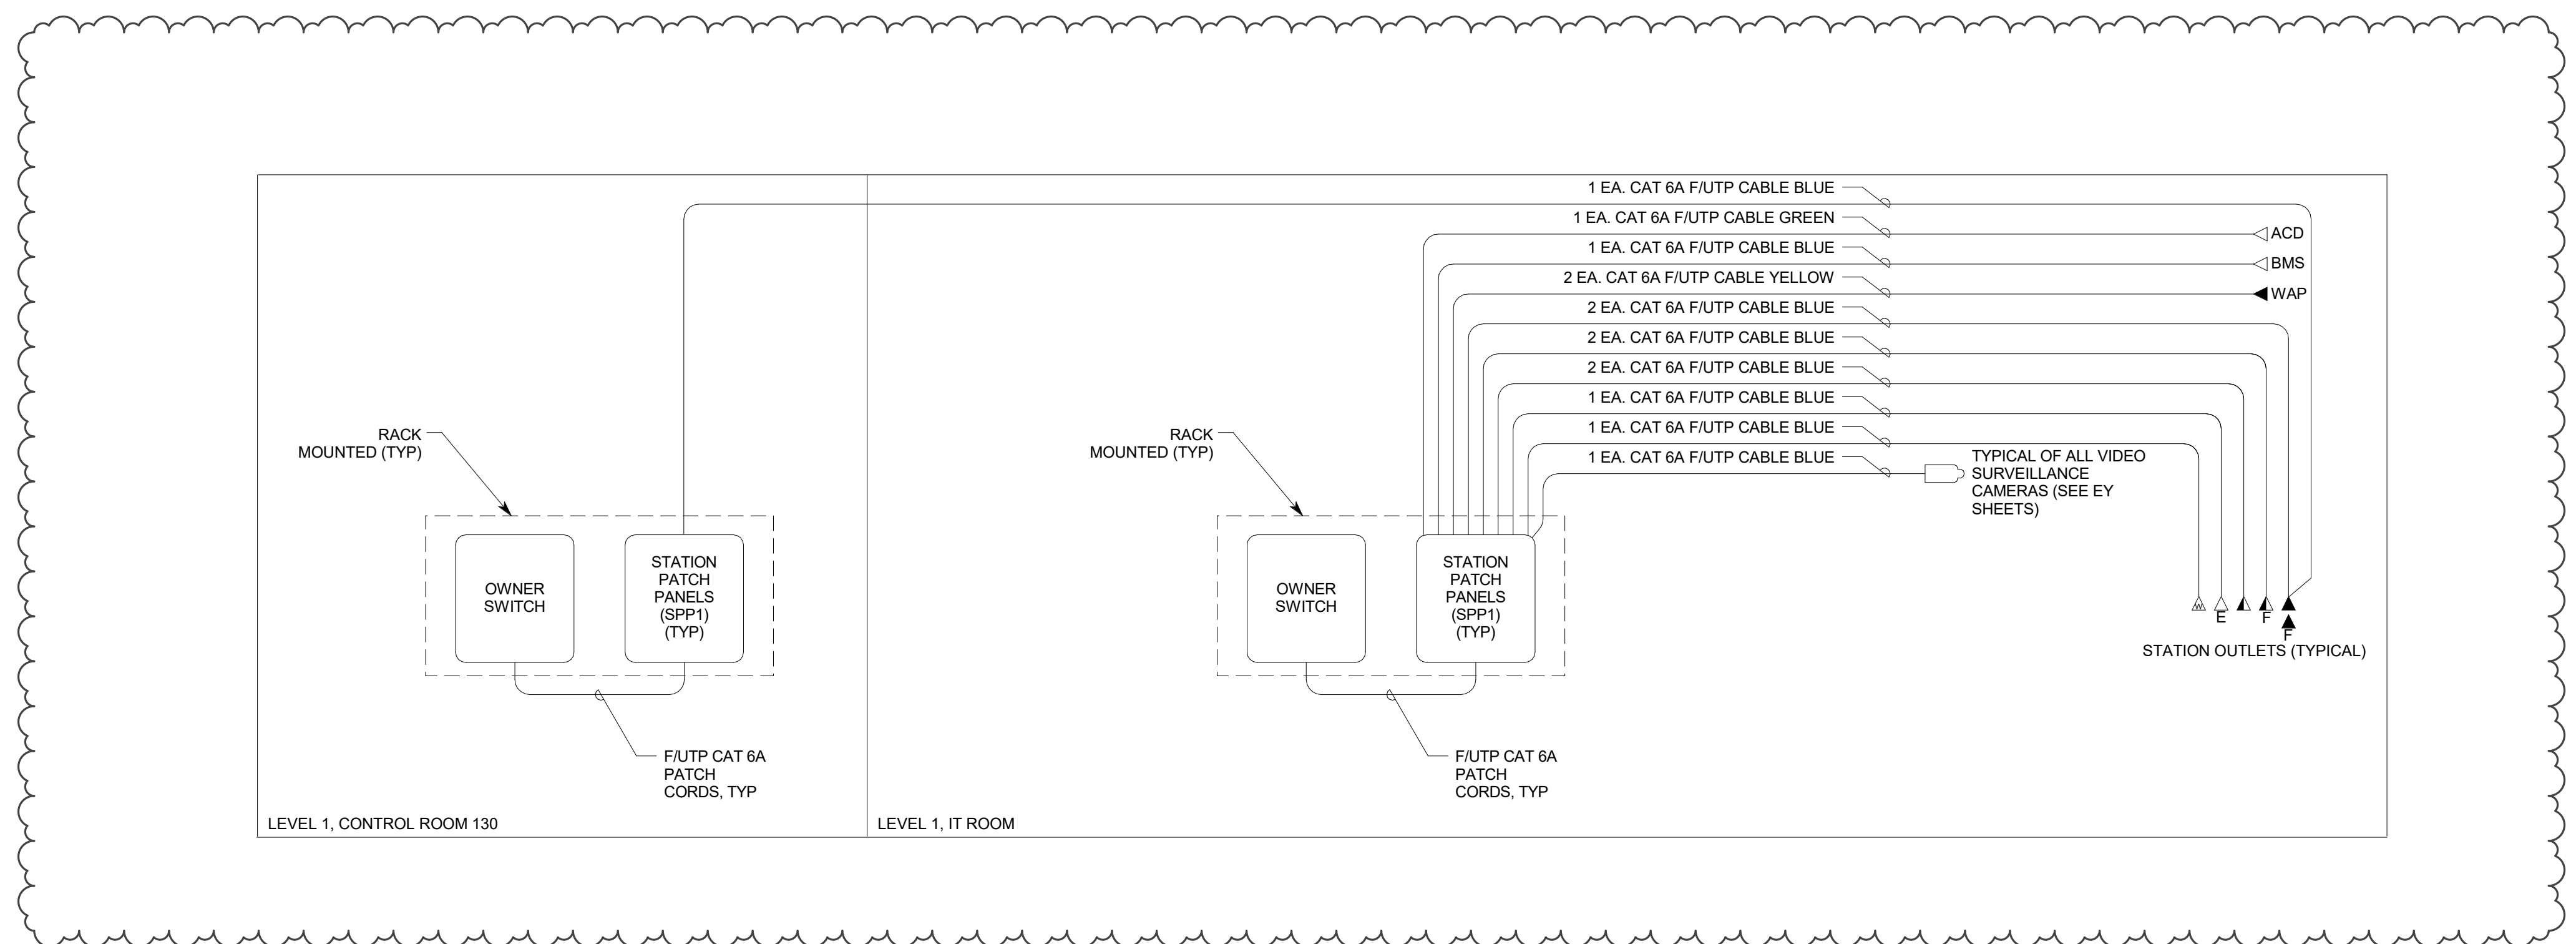 1 EA. CAT 6A F/UTP CABLE BLUE
1 EA. CAT 6A F/UTP CABLE GREEN
ACD
1 EA. CAT 6A F/UTP CABLE BLUE
BMS
2 EA. CAT 6A F/UTP CABLE YELLOW
WAP
2 EA. CAT 6A F/UTP CABLE BLUE
2 EA. CAT 6A F/UTP CABLE BLUE
2 EA. CAT 6A F/UTP CABLE BLUE
1 EA. CAT 6A F/UTP CABLE BLUE
1 EA. CAT 6A F/UTP CABLE BLUE
1 EA. CAT 6A F/UTP CABLE BLUE
TYPICAL OF ALL VIDEO
SURVEILLANCE
CAMERAS (SEE EY
SHEETS)
RACK
MOUNTED (TYP)
RACK
MOUNTED (TYP)
OWNER
SWITCH
STATION
PATCH
PANELS
(SPP1)
(TYP)
OWNER
SWITCH
STATION
PATCH
PANELS
(SPP1)
(TYP)
W
E
F
F
STATION OUTLETS (TYPICAL)
F/UTP CAT 6A
PATCH
CORDS, TYP
F/UTP CAT 6A
PATCH
CORDS, TYP
LEVEL 1, CONTROL ROOM 130
LEVEL 1, IT ROOM